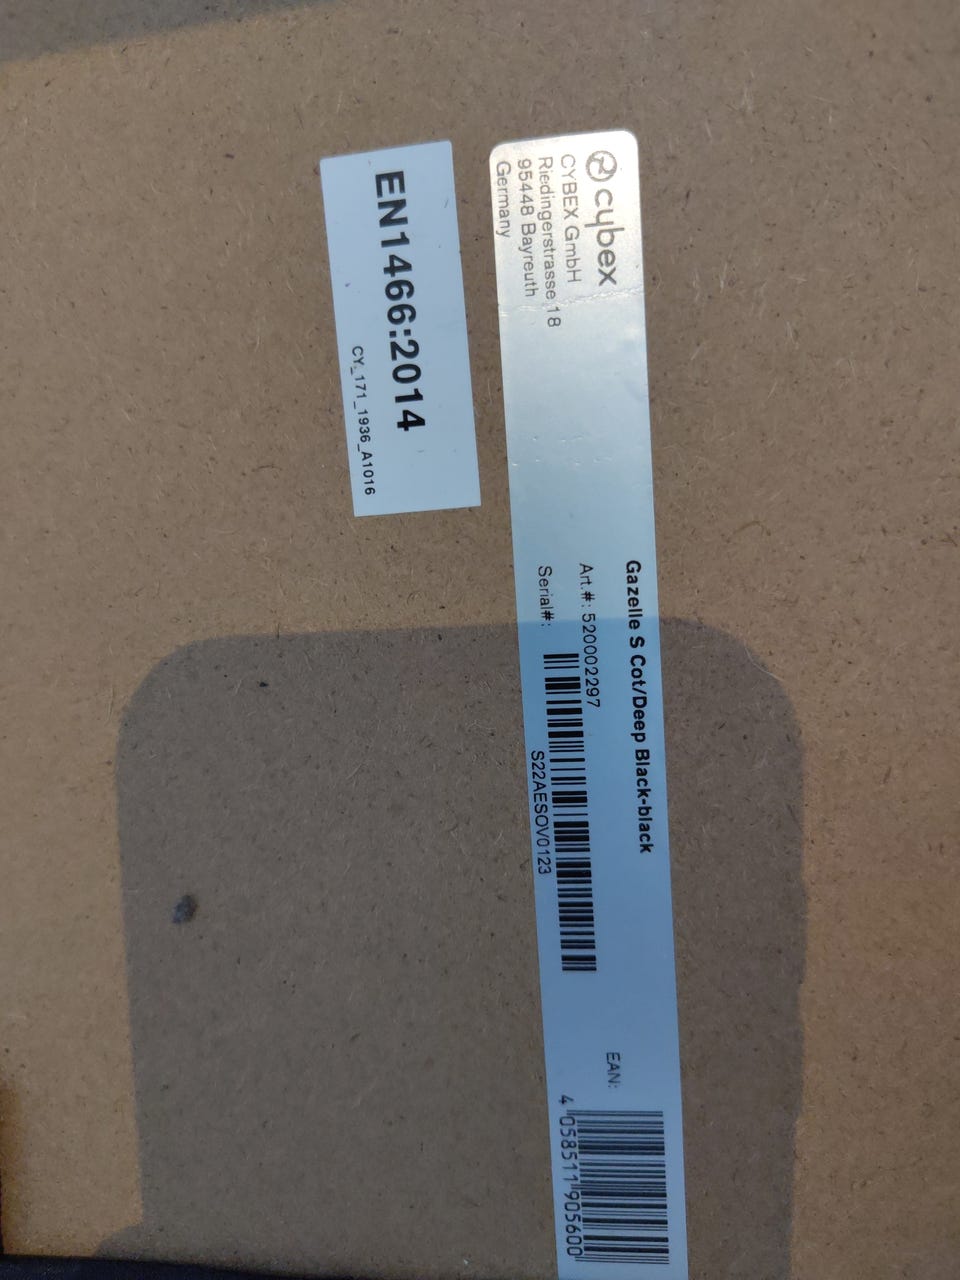 cybex
CYBEX GmbH
Riedingerstrasse 18
95448 Bayreuth
Germany
Gazelle S Cot/Deep Black-black
Art.#: 520002297
Serial#:
S22AESOV0123
EAN:
4 058511 905600
EN1466:2014
CY_171_1936_A1016